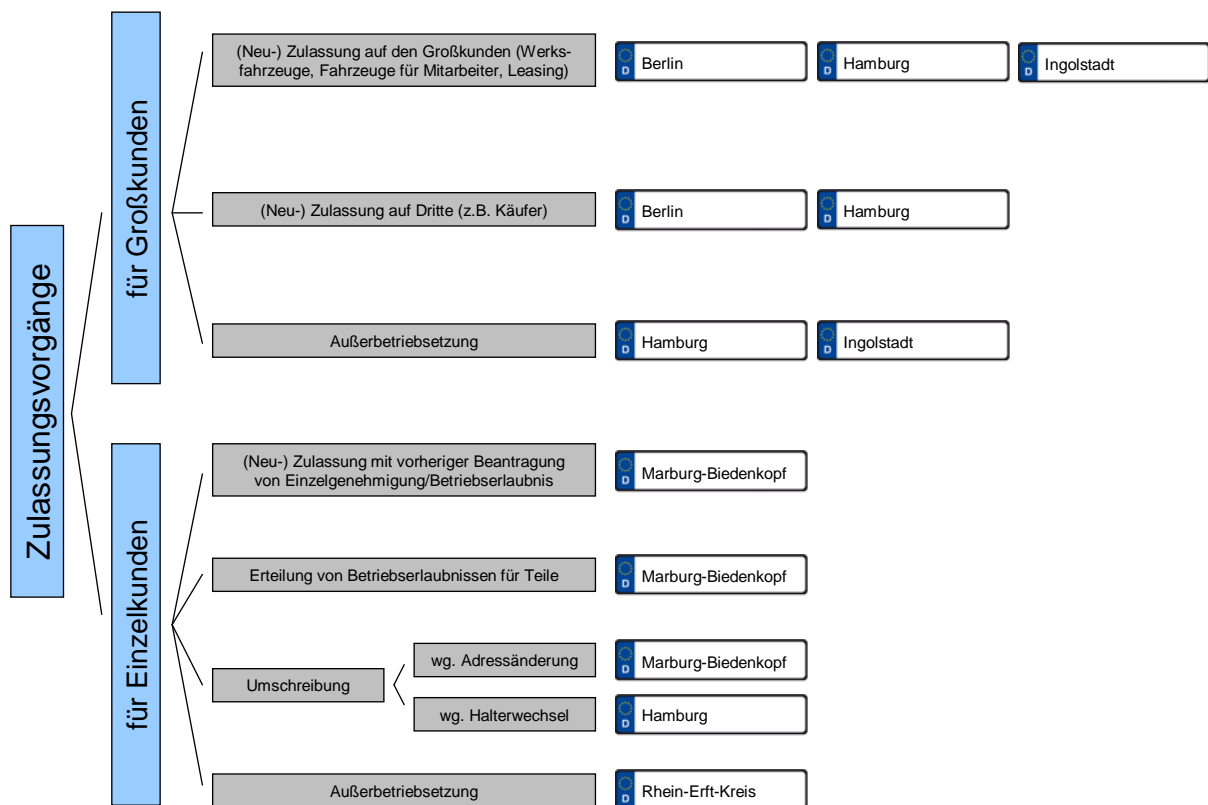 Zulassungsvorgänge
für Großkunden
(Neu-) Zulassung auf den Großkunden (Werks-
fahrzeuge, Fahrzeuge für Mitarbeiter, Leasing)
D Berlin
D Hamburg
D Ingolstadt
(Neu-) Zulassung auf Dritte (z.B. Käufer)
D Berlin
D Hamburg
Außerbetriebsetzung
D Hamburg
D Ingolstadt
für Einzelkunden
(Neu-) Zulassung mit vorheriger Beantragung
von Einzelgenehmigung/Betriebserlaubnis
D Marburg-Biedenkopf
Erteilung von Betriebserlaubnissen für Teile
D Marburg-Biedenkopf
Umschreibung
wg. Adressänderung
D Marburg-Biedenkopf
wg. Halterwechsel
D Hamburg
Außerbetriebsetzung
D Rhein-Erft-Kreis